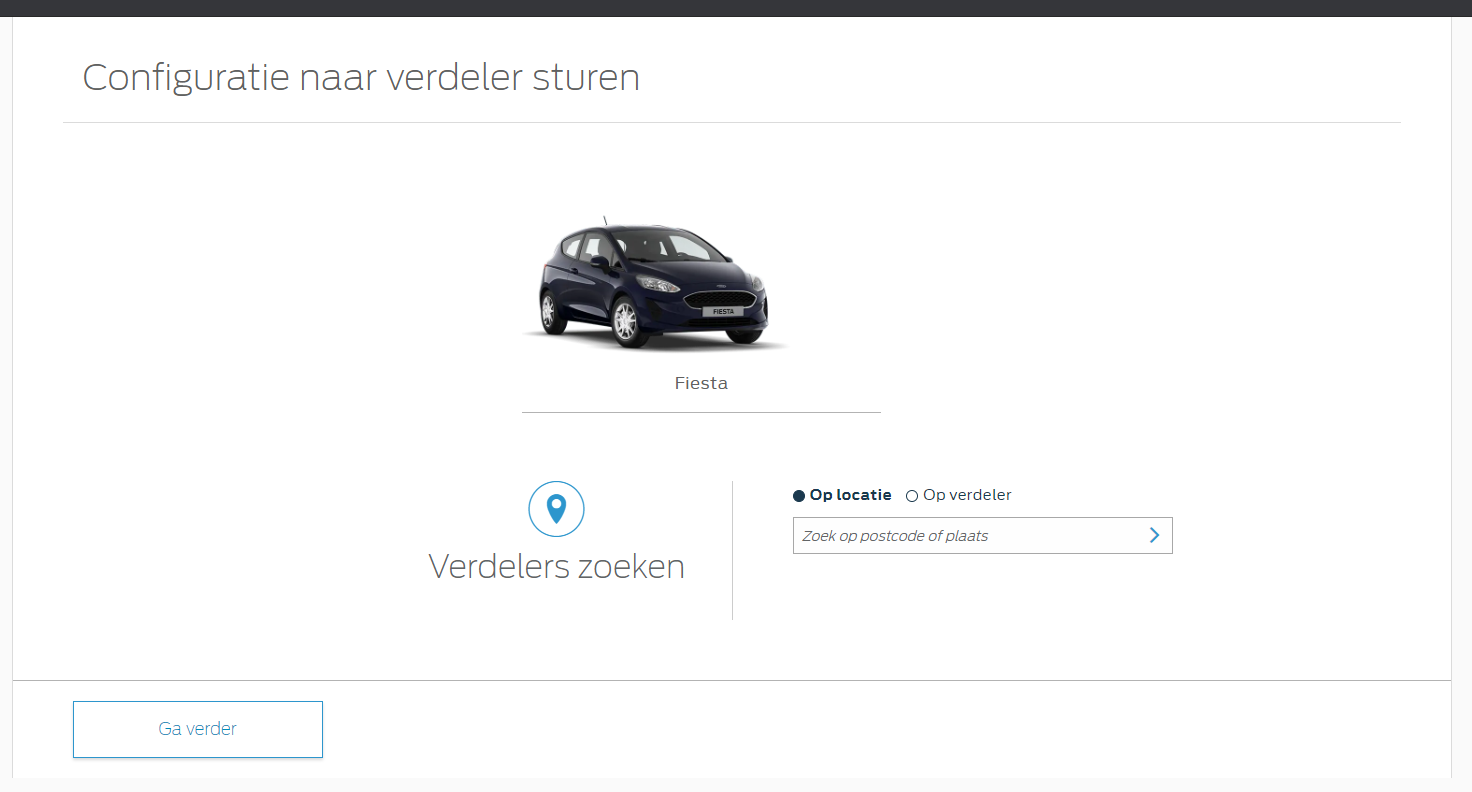 Configuratie naar verdeler sturen
FIESTA
Fiesta
Op locatie Op verdeler
Zoek op postcode of plaats
Verdelers zoeken
Ga verder